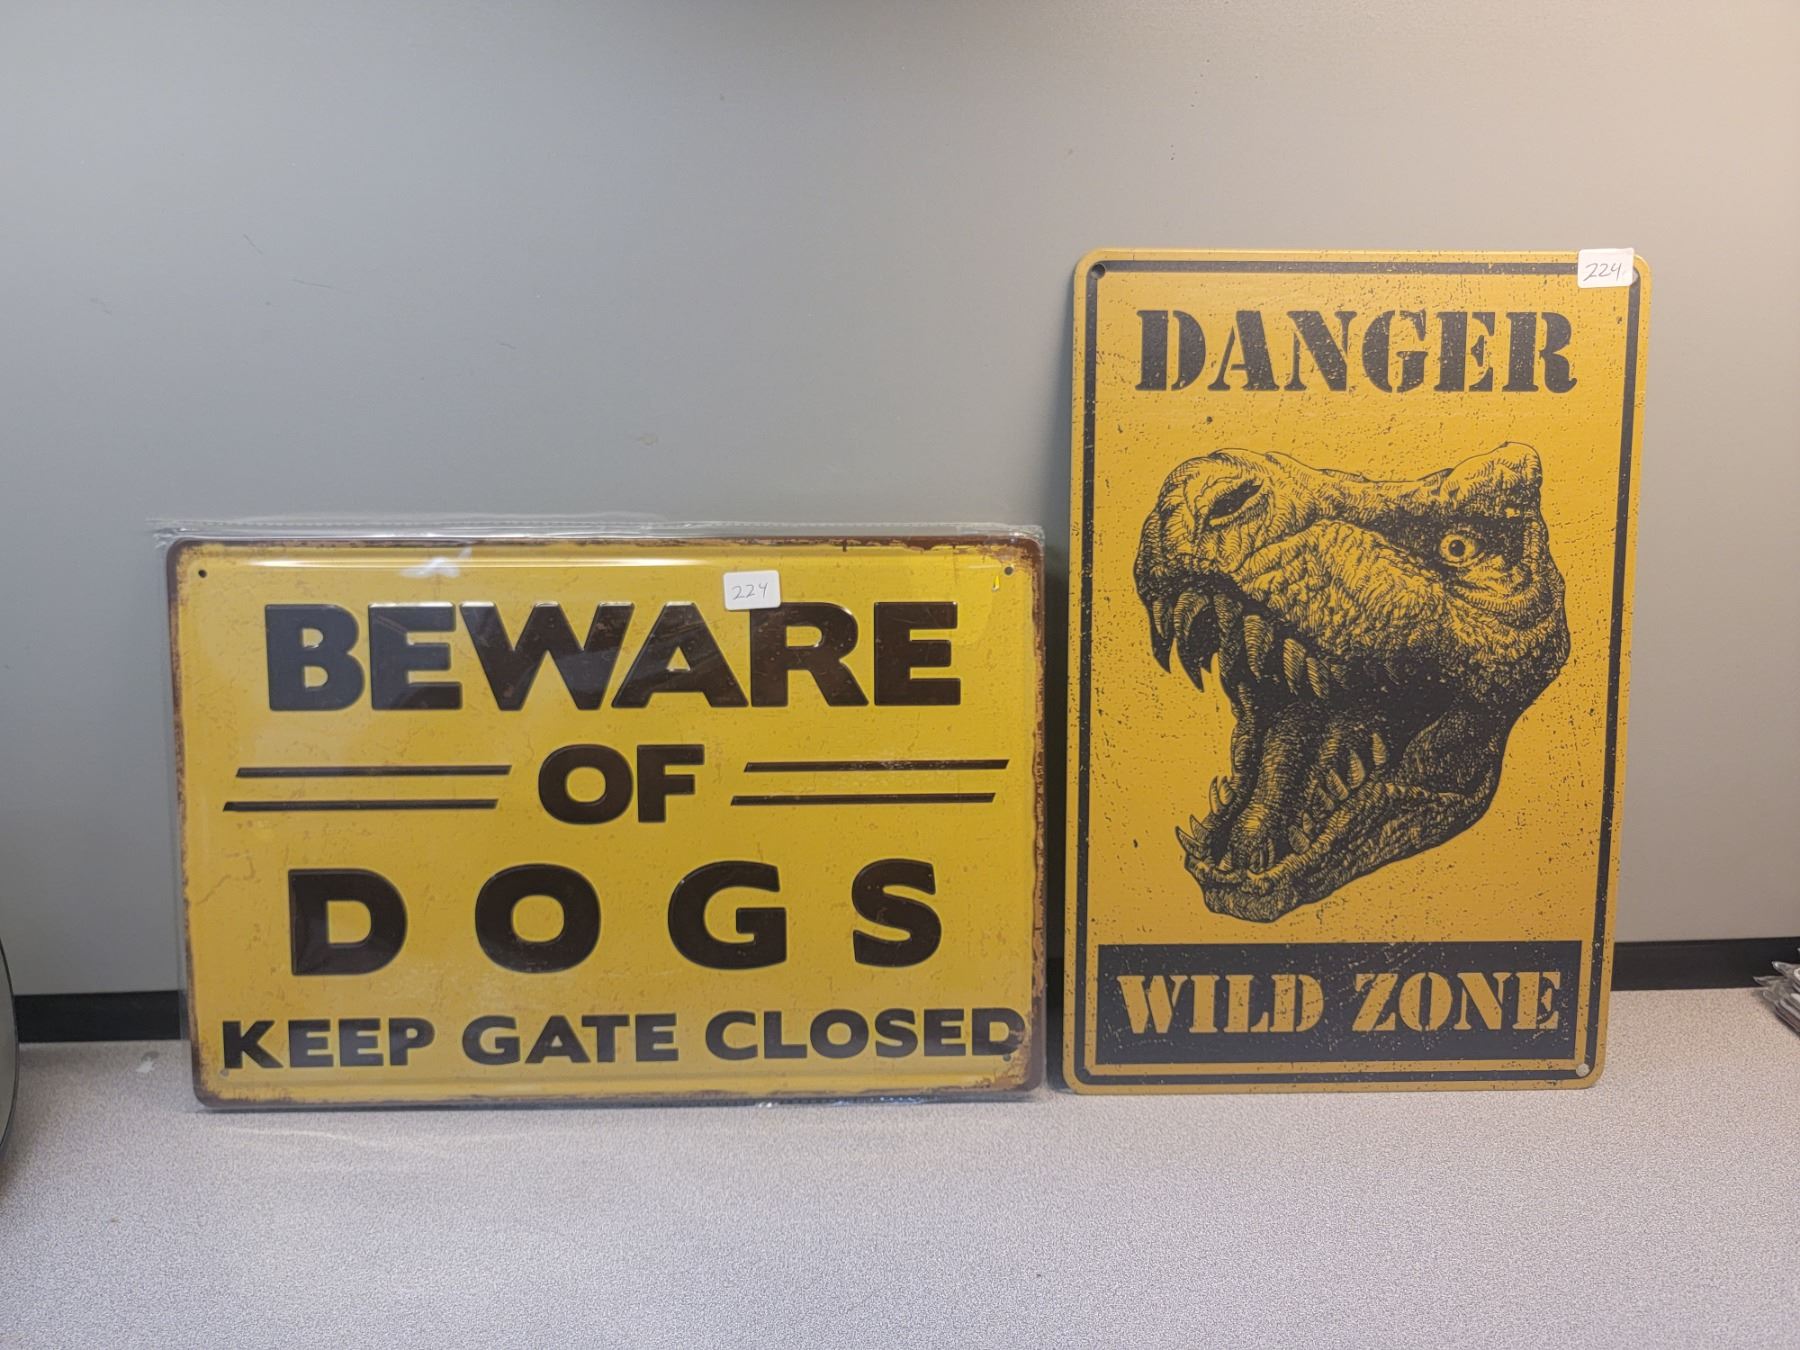 224
BEWARE
OF
DOGS
KEEP GATE CLOSED
224
DANGER
WILD ZONE